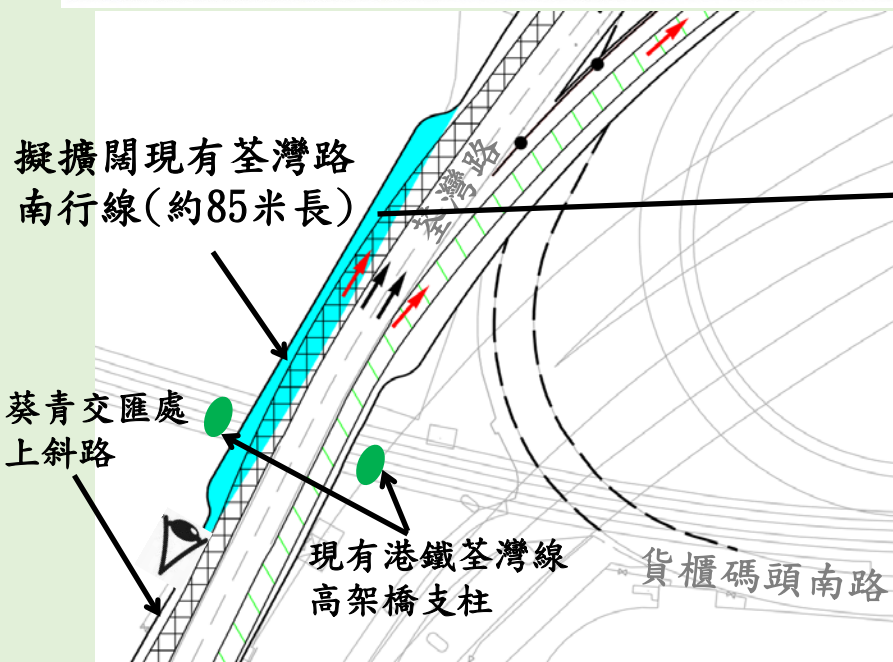 擬擴闊現有荃灣路
南行線(約85米長)
荃灣路
葵青交匯處
上斜路
現有港鐵荃灣線
高架橋支柱
貨櫃碼頭南路